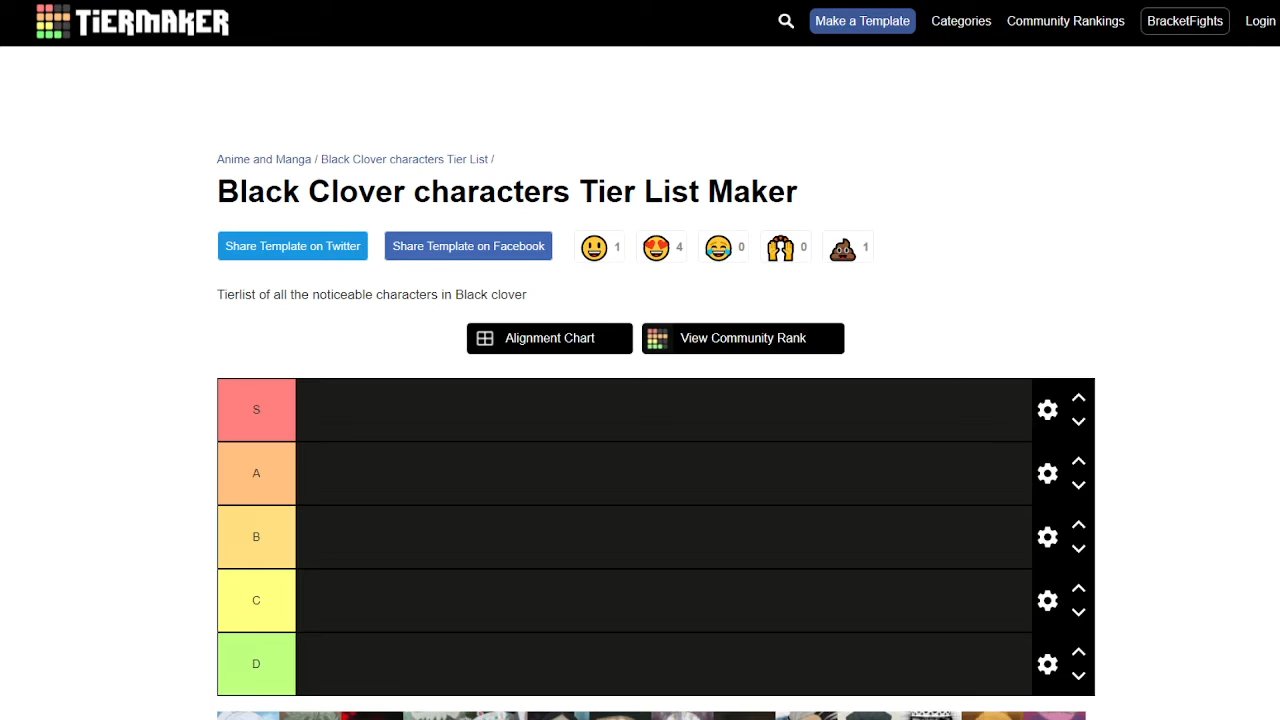 TiERMAKER Make a Template Categories Community Rankings BracketFights Login
Anime and Manga / Black Clover characters Tier List /
Black Clover characters Tier List Maker
Share Template on Twitter Share Template on Facebook 1 4 0 0 1
Tierlist of all the noticeable characters in Black clover
Alignment Chart View Community Rank
S
A
B
C
D